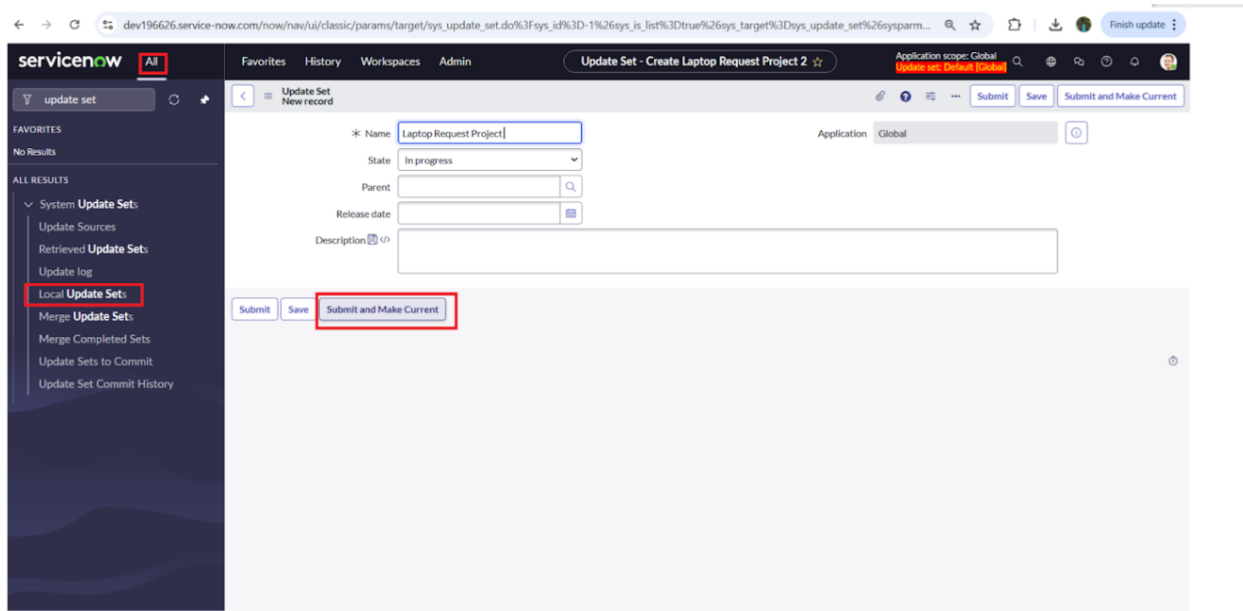 dev196626.service-now.com/now/nav/ui/classic/params/target/sys_update_set.do%3Fsys_id%3D-1%26sys_is_list%3Dtrue%26sys_target%3Dsys_update_set%26sysparm...
Finish update
servicenow
All
Favorites History Workspaces Admin
Update Set - Create Laptop Request Project 2
Application scope: Global
Update set: Default [Global]
update set
Update Set
New record
Submit Save Submit and Make Current
FAVORITES
No Results
ALL RESULTS
System Update Sets
Update Sources
Retrieved Update Sets
Update log
Local Update Sets
Merge Update Sets
Merge Completed Sets
Update Sets to Commit
Update Set Commit History
Name Laptop Request Project
Application Global
State In progress
Parent
Release date
Description
Submit Save Submit and Make Current